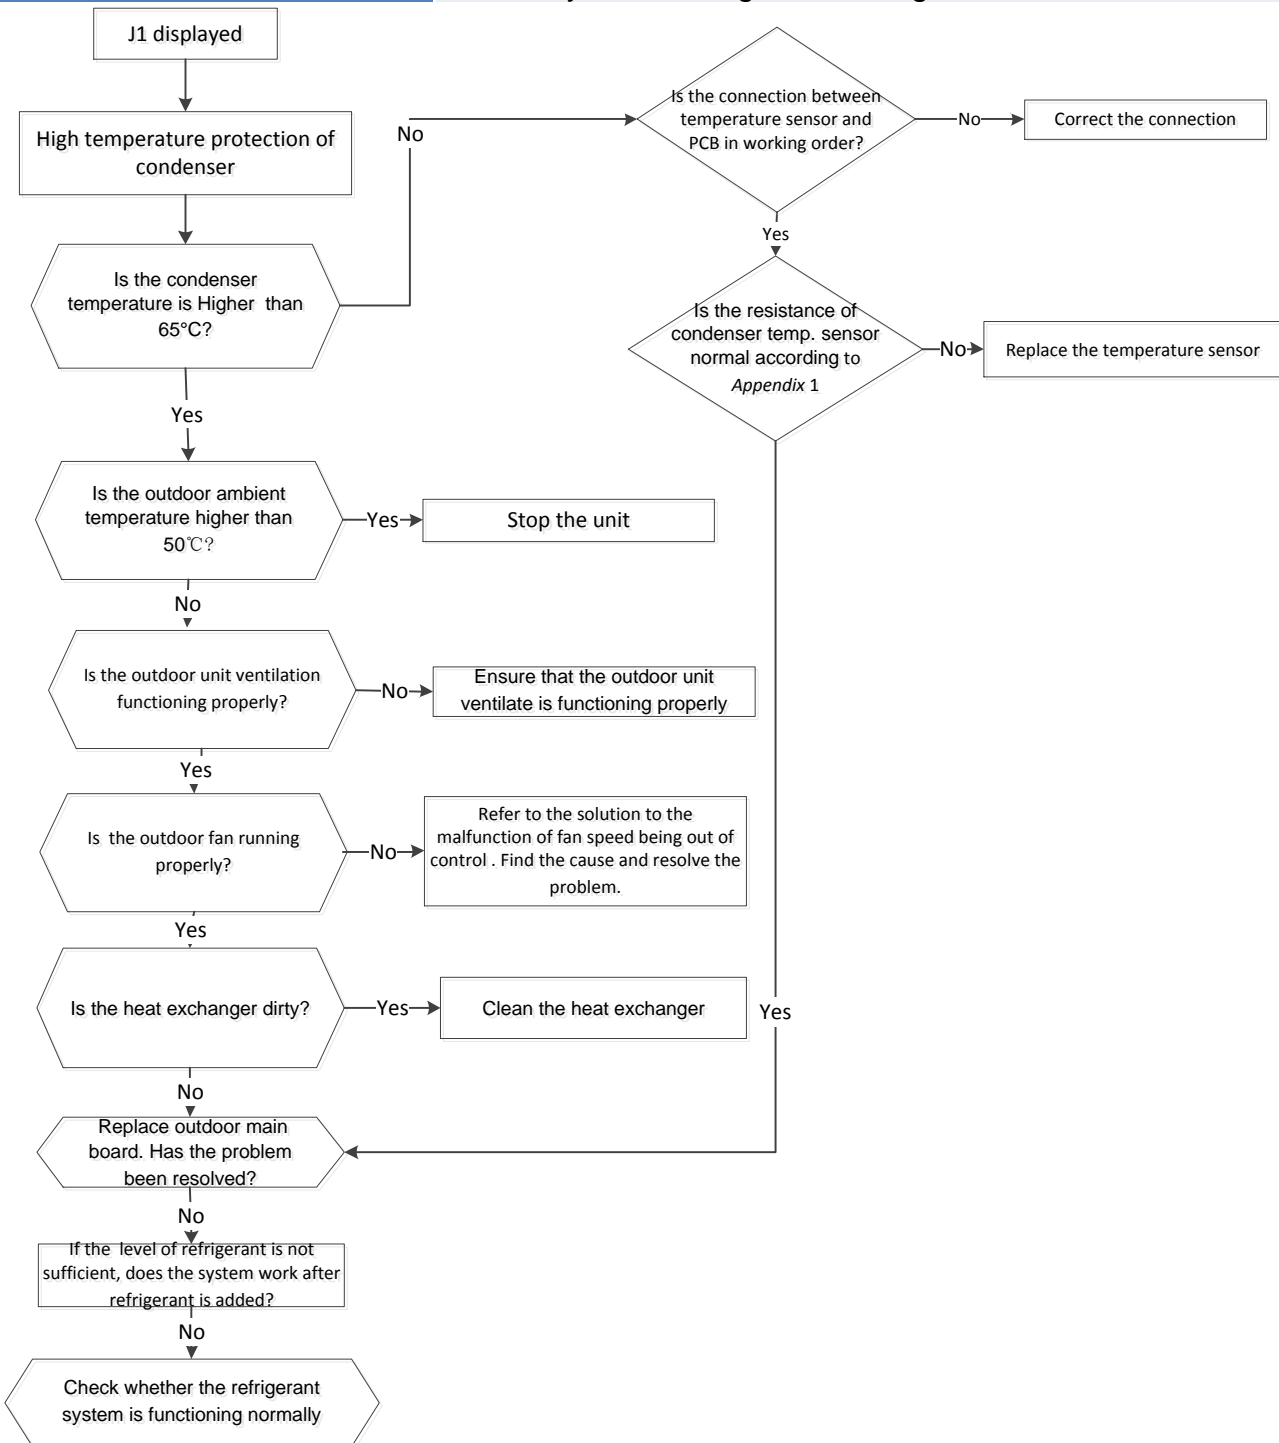 J1 displayed
High temperature protection of
condenser
Is the condenser
temperature is Higher than
65°C?
No
Is the connection between
temperature sensor and
PCB in working order?
No
Correct the connection
Yes
Is the resistance of
condenser temp. sensor
normal according to
Appendix 1
No
Replace the temperature sensor
Yes
Yes
Is the outdoor ambient
temperature higher than
50℃?
Yes
Stop the unit
No
Is the outdoor unit ventilation
functioning properly?
No
Ensure that the outdoor unit
ventilate is functioning properly
Yes
Is the outdoor fan running
properly?
No
Refer to the solution to the
malfunction of fan speed being out of
control . Find the cause and resolve the
problem.
Yes
Is the heat exchanger dirty?
Yes
Clean the heat exchanger
No
Replace outdoor main
board. Has the problem
been resolved?
No
If the level of refrigerant is not
sufficient, does the system work after
refrigerant is added?
No
Check whether the refrigerant
system is functioning normally